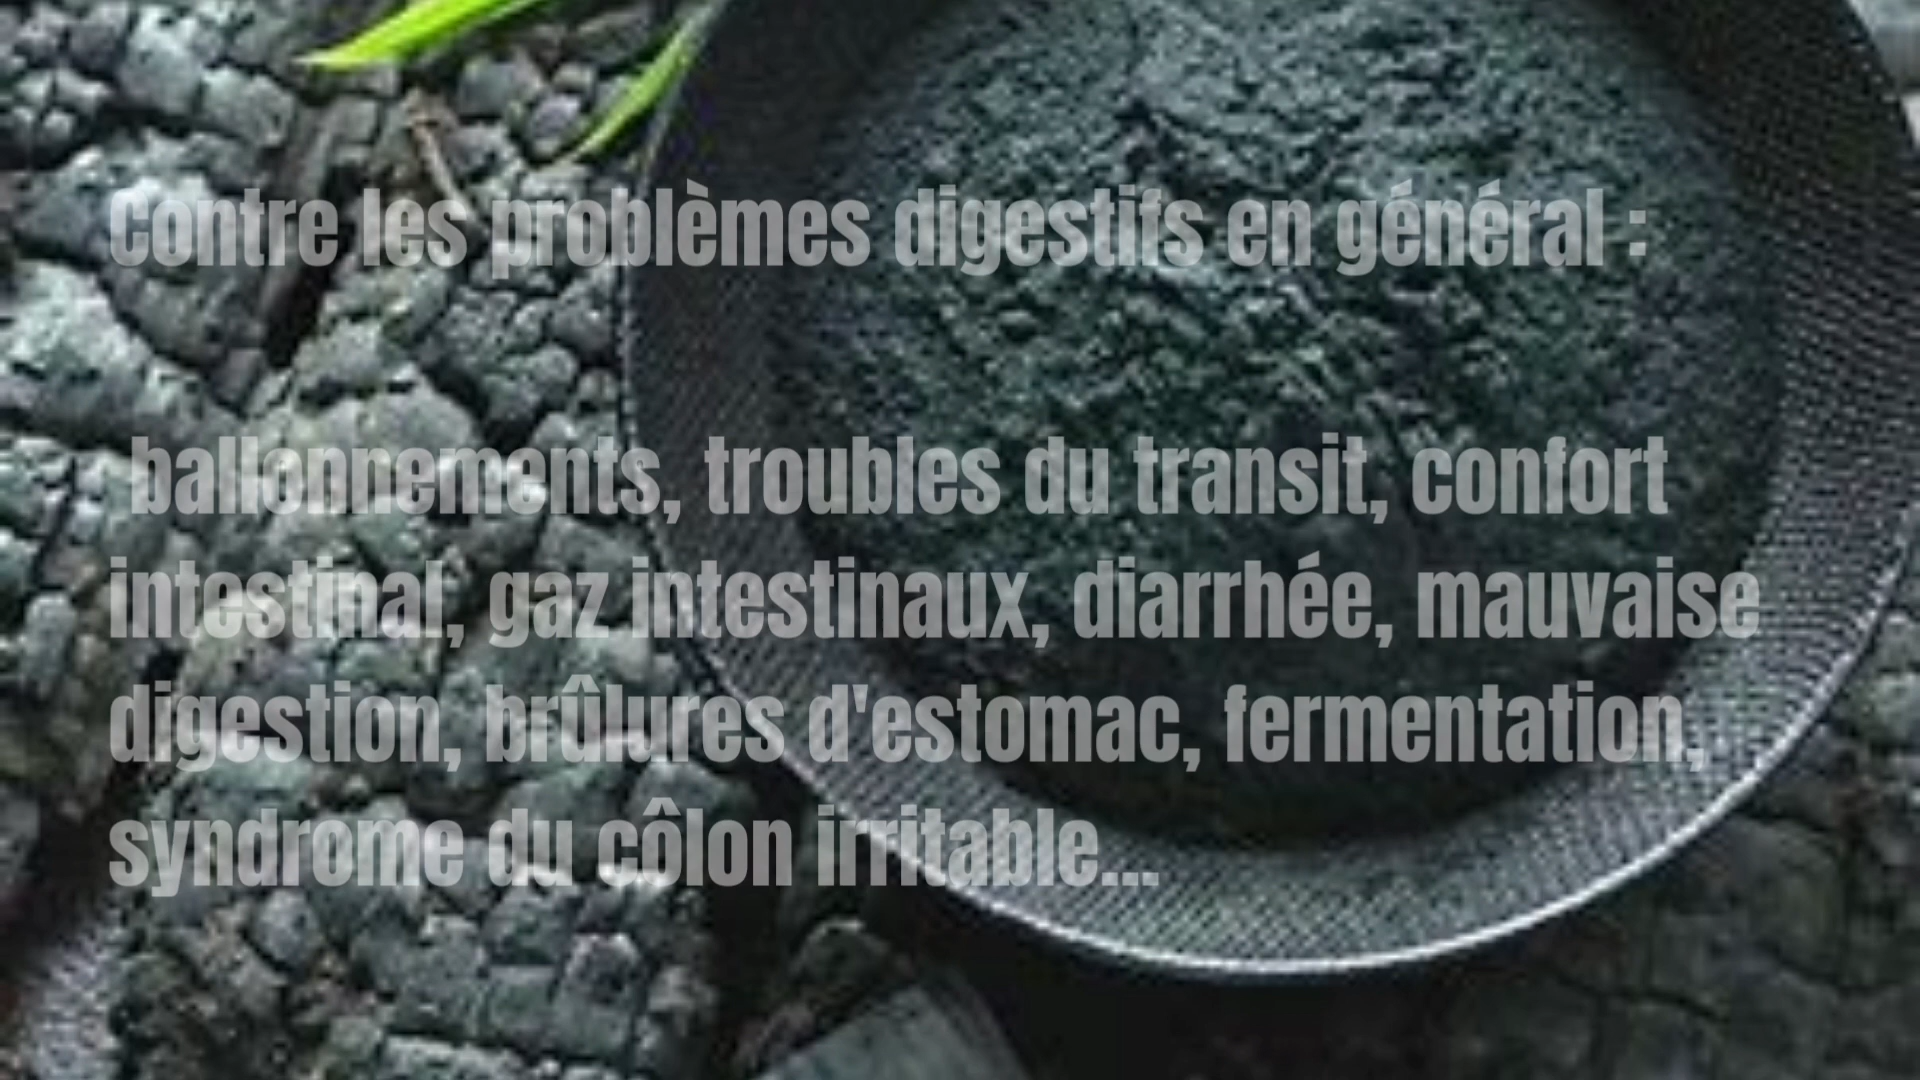 Contre les problèmes digestifs en général :
ballonnements, troubles du transit, confort
intestinal, gaz intestinaux, diarrhée, mauvaise
digestion, brûlures d'estomac, fermentation,
syndrome du côlon irritable...